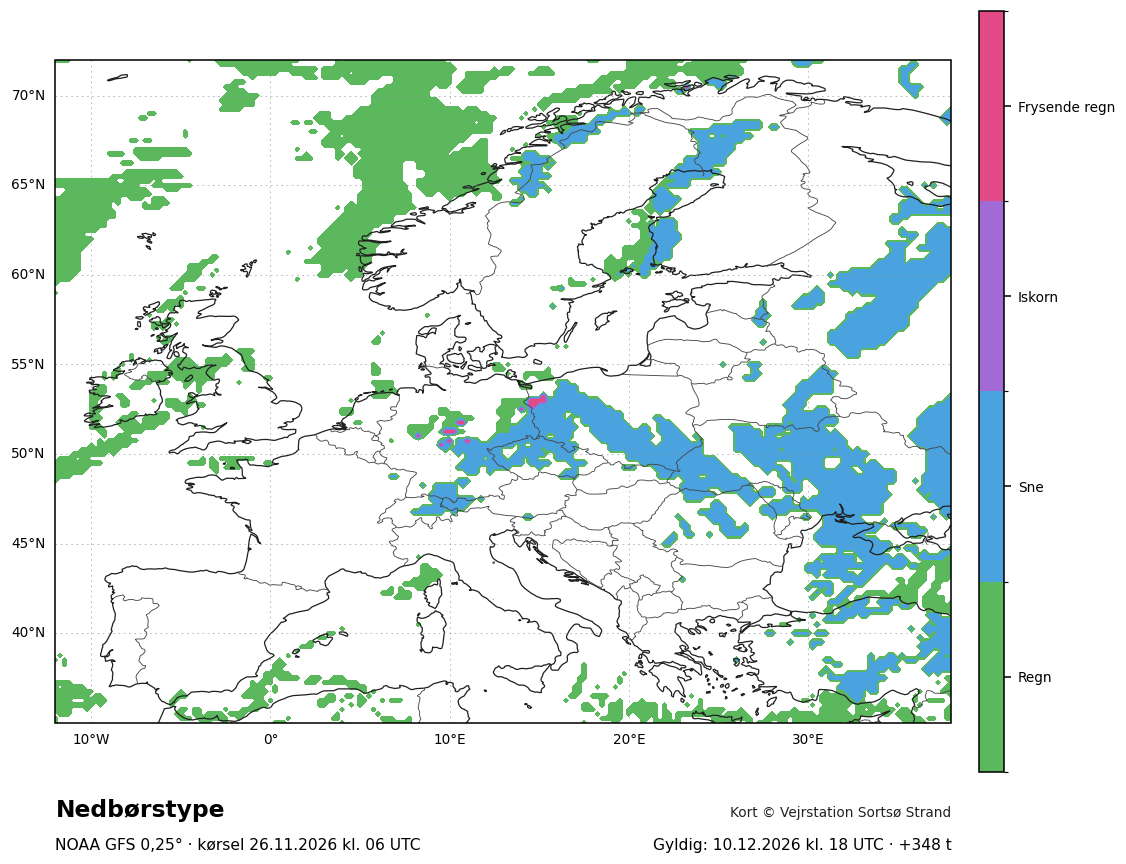 70°N
65°N
60°N
55°N
50°N
45°N
40°N
10°W
0°
10°E
20°E
30°E
Frysende regn
Iskorn
Sne
Regn
Nedbørstype
Kort © Vejrstation Sortsø Strand
NOAA GFS 0,25° · kørsel 26.11.2026 kl. 06 UTC
Gyldig: 10.12.2026 kl. 18 UTC · +348 t